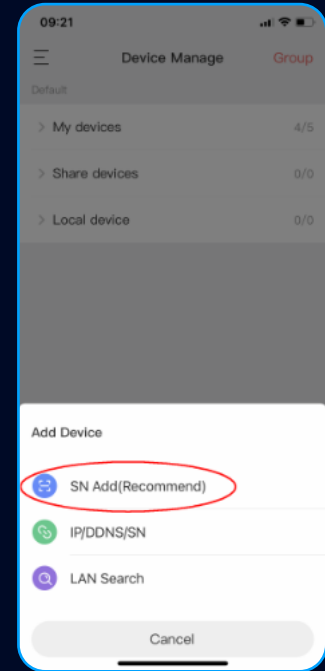 09:21
Device Manage
Group
Default
My devices 4/5
Share devices 0/0
Local device 0/0
Add Device
SN Add(Recommend)
IP/DDNS/SN
LAN Search
Cancel